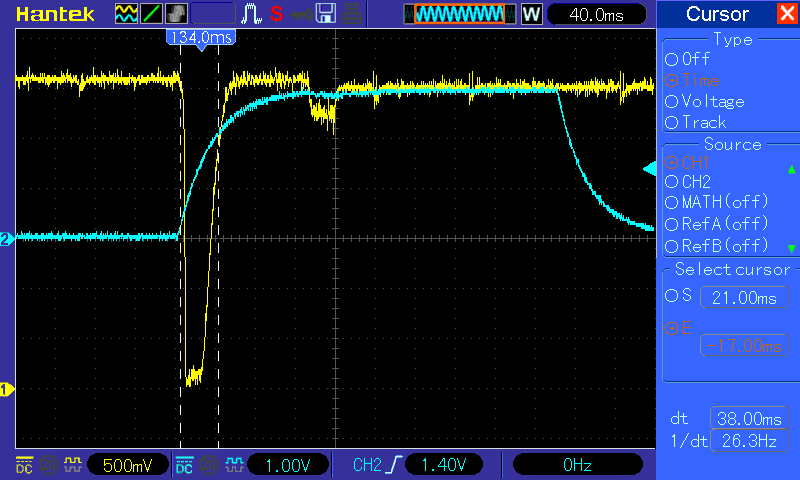 Hantek S W 40.0ms
134.0ms
Cursor
Type
Off
Time
Voltage
Track
Source
CH1
CH2
MATH(off)
RefA(off)
RefB(off)
Select cursor
S 21.00ms
E
-17.00ms
dt 38.00ms
1/dt 26.3Hz
2
1
DC 20 500mV DC 20 1.00V CH2 1.40V 0Hz